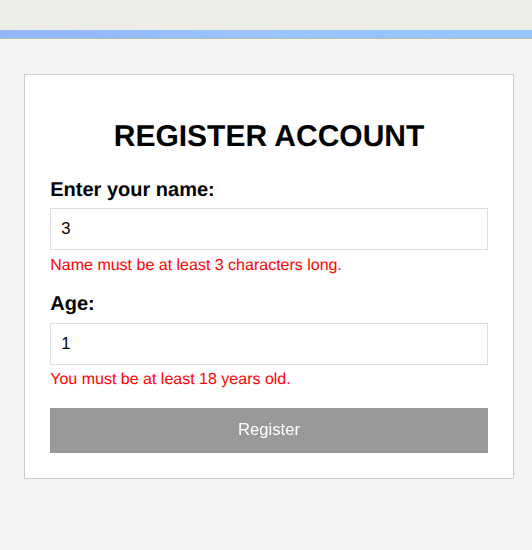 REGISTER ACCOUNT
Enter your name:
3
Name must be at least 3 characters long.
Age:
1
You must be at least 18 years old.
Register